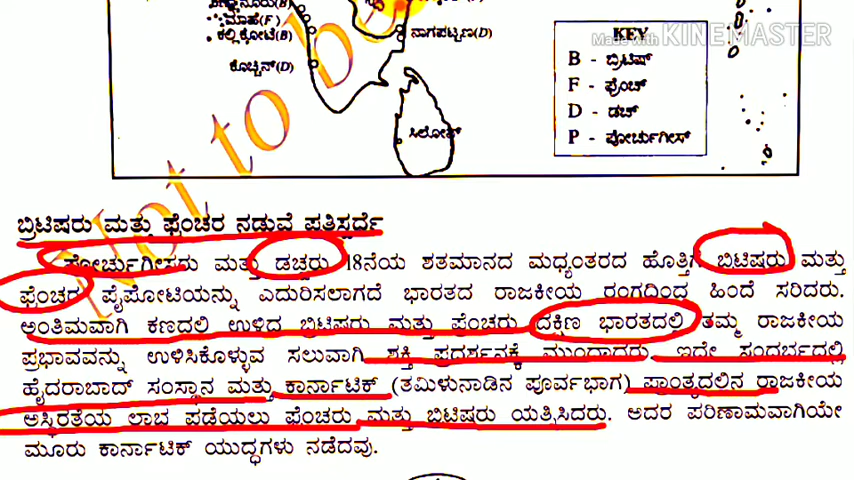 ಕಣ್ಣಾನೂರು(B)
ಮಾಹೆ(F)
ಕಲ್ಲಿಕೋಟೆ(B)
ನಾಗಪಟ್ಟಣ(D)
ಕೊಚ್ಚಿನ್(D)
ಸಿಲೋನ್
KEY
Made with KINEMASTER
B - ಬ್ರಿಟಿಷ್
F - ಫ್ರೆಂಚ್
D - ಡಚ್
P - ಪೋರ್ಚುಗೀಸ್
Not to b
ಬ್ರಿಟಿಷರು ಮತ್ತು ಫ್ರೆಂಚರ ನಡುವೆ ಪತಿಸ್ಪರ್ದೆ
ಪೋರ್ಚುಗೀಸರು ಮತ್ತು ಡಚ್ಚರು 18ನೆಯ ಶತಮಾನದ ಮಧ್ಯಂತರದ ಹೊತ್ತಿಗೆ ಬ್ರಿಟಿಷರು ಮತ್ತು
ಫ್ರೆಂಚರ ಪೈಪೋಟಿಯನ್ನು ಎದುರಿಸಲಾಗದೆ ಭಾರತದ ರಾಜಕೀಯ ರಂಗದಿಂದ ಹಿಂದೆ ಸರಿದರು.
ಅಂತಿಮವಾಗಿ ಕಣದಲ್ಲಿ ಉಳಿದ ಬ್ರಿಟಿಷರು ಮತ್ತು ಫ್ರೆಂಚರು ದಕ್ಷಿಣ ಭಾರತದಲ್ಲಿ ತಮ್ಮ ರಾಜಕೀಯ
ಪ್ರಭಾವವನ್ನು ಉಳಿಸಿಕೊಳ್ಳುವ ಸಲುವಾಗಿ ಶಕ್ತಿ ಪ್ರದರ್ಶನಕ್ಕೆ ಮುಂದಾದರು. ಇದೇ ಸಂದರ್ಭದಲ್ಲಿ
ಹೈದರಾಬಾದ್ ಸಂಸ್ಥಾನ ಮತ್ತು ಕಾರ್ನಾಟಿಕ್ (ತಮಿಳುನಾಡಿನ ಪೂರ್ವಭಾಗ) ಪ್ರಾಂತ್ಯದಲಿನ ರಾಜಕೀಯ
ಅಸ್ಥಿರತೆಯ ಲಾಭ ಪಡೆಯಲು ಫ್ರೆಂಚರು ಮತ್ತು ಬ್ರಿಟಿಷರು ಯತ್ನಿಸಿದರು. ಅದರ ಪರಿಣಾಮವಾಗಿಯೇ
ಮೂರು ಕಾರ್ನಾಟಿಕ್ ಯುದ್ಧಗಳು ನಡೆದವು.